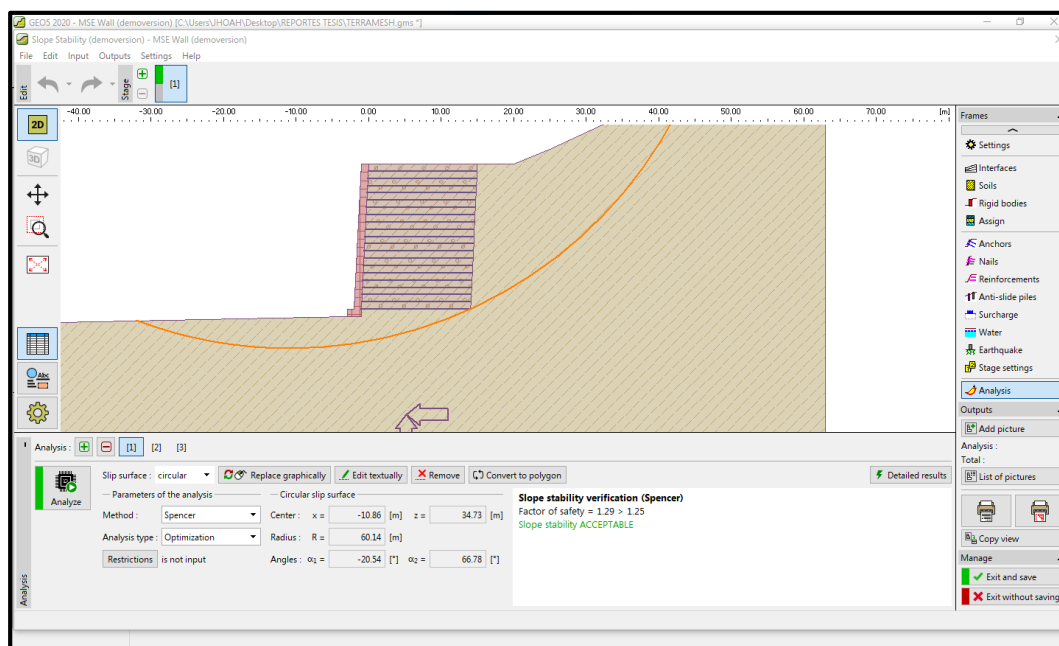 GEO5 2020 - MSE Wall (demoversion) [C:\Users\JHOAH\Desktop\REPORTES TESIS\TERRAMESH.gms *]
Slope Stability (demoversion) - MSE Wall (demoversion)
File Edit Input Outputs Settings Help
Edit
Stage
[1]
-40.00 -30.00 -20.00 -10.00 0.00 10.00 20.00 30.00 40.00 50.00 60.00 70.00 [m]
2D
3D
Abc
Frames
Settings
Interfaces
Soils
Rigid bodies
Assign
Anchors
Nails
Reinforcements
Anti-slide piles
Surcharge
Water
Earthquake
Stage settings
Analysis
Outputs
Add picture
Analysis :
Total :
List of pictures
Copy view
Manage
Exit and save
Exit without saving
Analysis : [1] [2] [3]
Analyze
Slip surface : circular Replace graphically Edit textually Remove Convert to polygon Detailed results
Parameters of the analysis Circular slip surface
Method : Spencer Center : x = -10.86 [m] z = 34.73 [m]
Analysis type : Optimization Radius : R = 60.14 [m]
Restrictions is not input Angles : α1 = -20.54 [°] α2 = 66.78 [°]
Slope stability verification (Spencer)
Factor of safety = 1.29 > 1.25
Slope stability ACCEPTABLE
Analysis